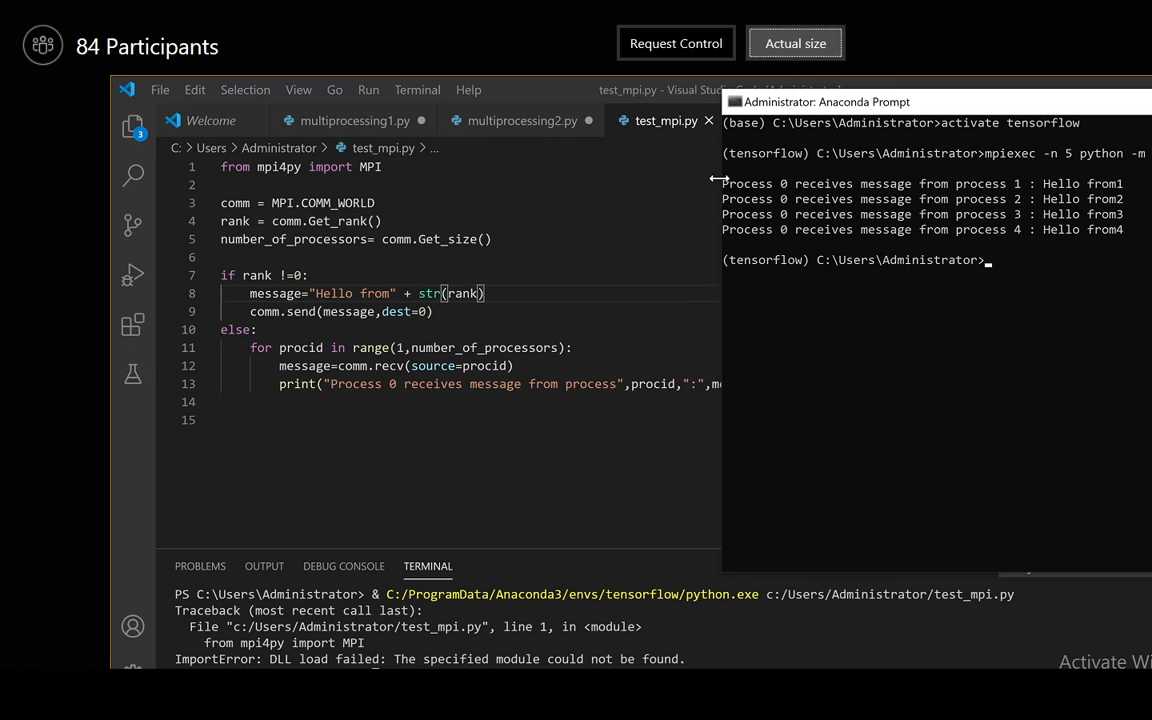 84 Participants
Request Control
Actual size
File Edit Selection View Go Run Terminal Help
test_mpi.py - Visual Studio Code [Administrator]
Welcome
multiprocessing1.py
multiprocessing2.py
test_mpi.py
C: > Users > Administrator > test_mpi.py > ...
1 from mpi4py import MPI
2
3 comm = MPI.COMM_WORLD
4 rank = comm.Get_rank()
5 number_of_processors= comm.Get_size()
6
7 if rank !=0:
8 message="Hello from" + str(rank)
9 comm.send(message,dest=0)
10 else:
11 for procid in range(1,number_of_processors):
12 message=comm.recv(source=procid)
13 print("Process 0 receives message from process",procid,":",me
14
15
Administrator: Anaconda Prompt
(base) C:\Users\Administrator>activate tensorflow
(tensorflow) C:\Users\Administrator>mpiexec -n 5 python -m
Process 0 receives message from process 1 : Hello from1
Process 0 receives message from process 2 : Hello from2
Process 0 receives message from process 3 : Hello from3
Process 0 receives message from process 4 : Hello from4
(tensorflow) C:\Users\Administrator>
3
PROBLEMS OUTPUT DEBUG CONSOLE TERMINAL
PS C:\Users\Administrator> & C:/ProgramData/Anaconda3/envs/tensorflow/python.exe c:/Users/Administrator/test_mpi.py
Traceback (most recent call last):
File "c:/Users/Administrator/test_mpi.py", line 1, in <module>
from mpi4py import MPI
ImportError: DLL load failed: The specified module could not be found.
Activate Wi